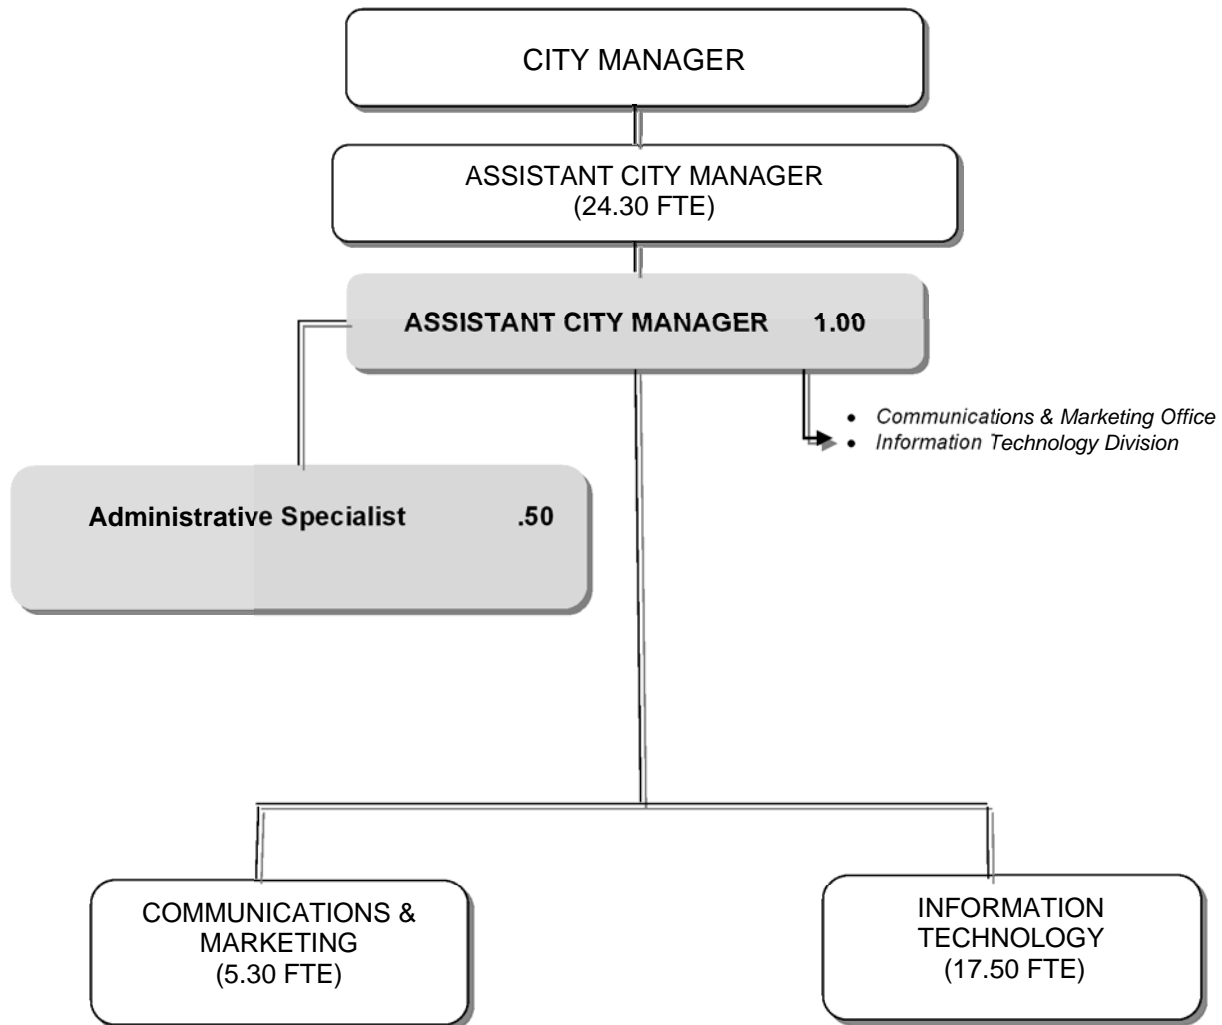 CITY MANAGER
ASSISTANT CITY MANAGER
(24.30 FTE)
ASSISTANT CITY MANAGER 1.00
• Communications & Marketing Office
• Information Technology Division
Administrative Specialist .50
COMMUNICATIONS &
MARKETING
(5.30 FTE)
INFORMATION
TECHNOLOGY
(17.50 FTE)